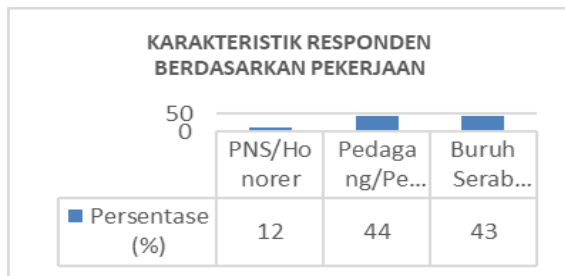 KARAKTERISTIK RESPONDEN
BERDASARKAN PEKERJAAN
50
0
PNS/Ho
norer
Pedaga
ng/Pe...
Buruh
Serab...
Persentase
(%)
12
44
43